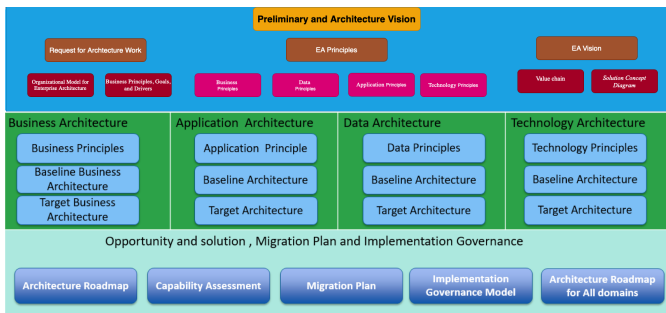 Preliminary and Architecture Vision
Request for Archtecture Work
EA Principles
EA Vision
Organizational Model for
Enterprise Architecture
Business Principles, Goals,
and Drivers
Business
Principles
Data
Principles
Application Principles
Technology Principles
Value chain
Solution Concept
Diagram
Business Architecture
Application Architecture
Data Architecture
Technology Architecture
Business Principles
Application Principle
Data Principles
Technology Principles
Baseline Business
Architecture
Baseline Architecture
Baseline Architecture
Baseline Architecture
Target Business
Architecture
Target Architecture
Target Architecture
Target Architecture
Opportunity and solution , Migration Plan and Implementation Governance
Architecture Roadmap
Capability Assessment
Migration Plan
Implementation
Governance Model
Architecture Roadmap
for All domains